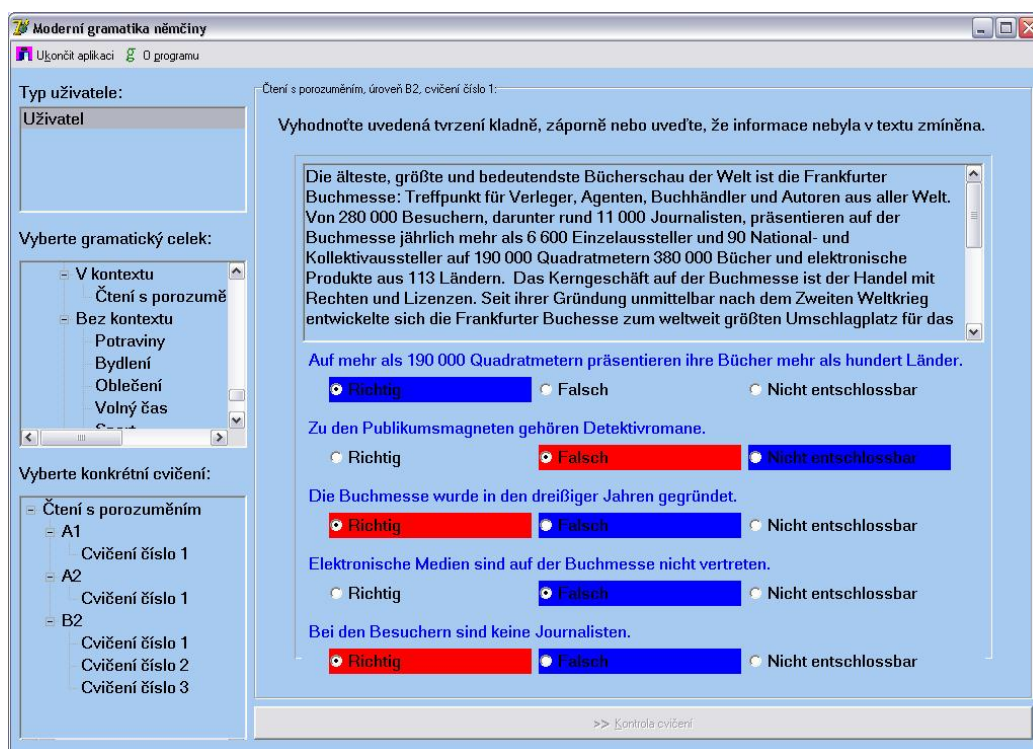 Moderní gramatika němčiny
Ukončit aplikaci O programu
Typ uživatele:
Uživatel
Vyberte gramatický celek:
V kontextu
Čtení s porozumě
Bez kontextu
Potraviny
Bydlení
Oblečení
Volný čas
Sport
Vyberte konkrétní cvičení:
Čtení s porozuměním
A1
Cvičení číslo 1
A2
Cvičení číslo 1
B2
Cvičení číslo 1
Cvičení číslo 2
Cvičení číslo 3
Čtení s porozuměním, úroveň B2, cvičení číslo 1:
Vyhodnoťte uvedená tvrzení kladně, záporně nebo uveďte, že informace nebyla v textu zmíněna.
Die älteste, größte und bedeutendste Bücherschau der Welt ist die Frankfurter
Buchmesse: Treffpunkt für Verleger, Agenten, Buchhändler und Autoren aus aller Welt.
Von 280 000 Besuchern, darunter rund 11 000 Journalisten, präsentieren auf der
Buchmesse jährlich mehr als 6 600 Einzelaussteller und 90 National- und
Kollektivaussteller auf 190 000 Quadratmetern 380 000 Bücher und elektronische
Produkte aus 113 Ländern. Das Kerngeschäft auf der Buchmesse ist der Handel mit
Rechten und Lizenzen. Seit ihrer Gründung unmittelbar nach dem Zweiten Weltkrieg
entwickelte sich die Frankfurter Buchesse zum weltweit größten Umschlagplatz für das
Auf mehr als 190 000 Quadratmetern präsentieren ihre Bücher mehr als hundert Länder.
Richtig Falsch Nicht entschlossbar
Zu den Publikumsmagneten gehören Detektivromane.
Richtig Falsch Nicht entschlossbar
Die Buchmesse wurde in den dreißiger Jahren gegründet.
Richtig Falsch Nicht entschlossbar
Elektronische Medien sind auf der Buchmesse nicht vertreten.
Richtig Falsch Nicht entschlossbar
Bei den Besuchern sind keine Journalisten.
Richtig Falsch Nicht entschlossbar
>> Kontrola cvičení